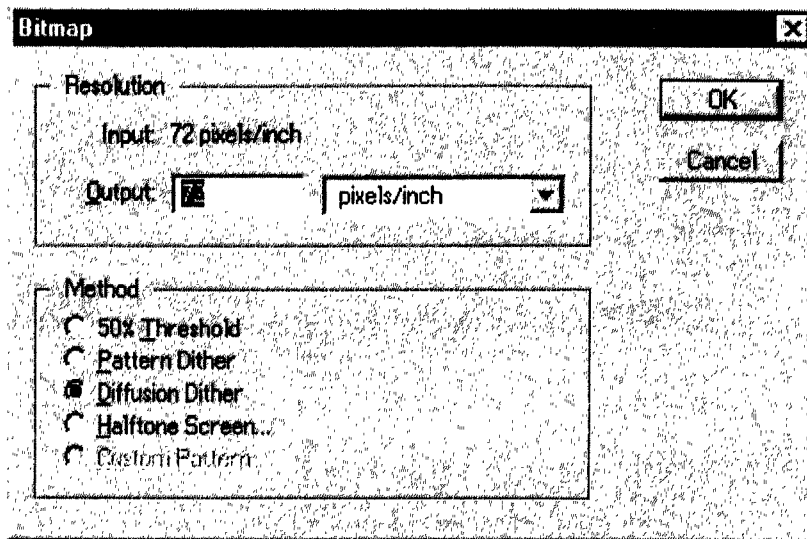 Bitmap
Resolution
Input: 72 pixels/inch
Output: pixels/inch
OK
Cancel
Method
50% Threshold
Pattern Dither
Diffusion Dither
Halftone Screen...
Custom Pattern